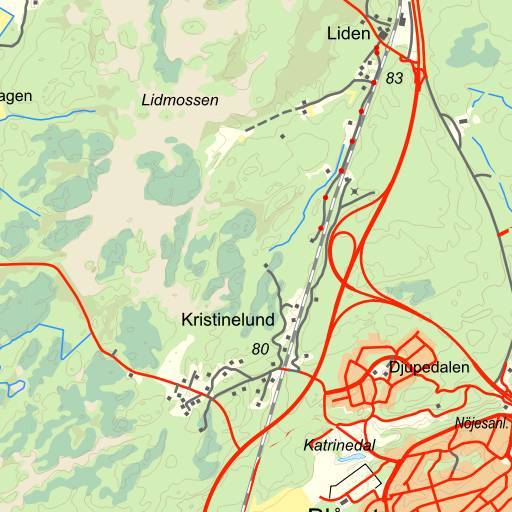 Liden
83
agen
Lidmossen
Kristinelund
80
Djupedalen
Nöjesanl.
Katrinedal